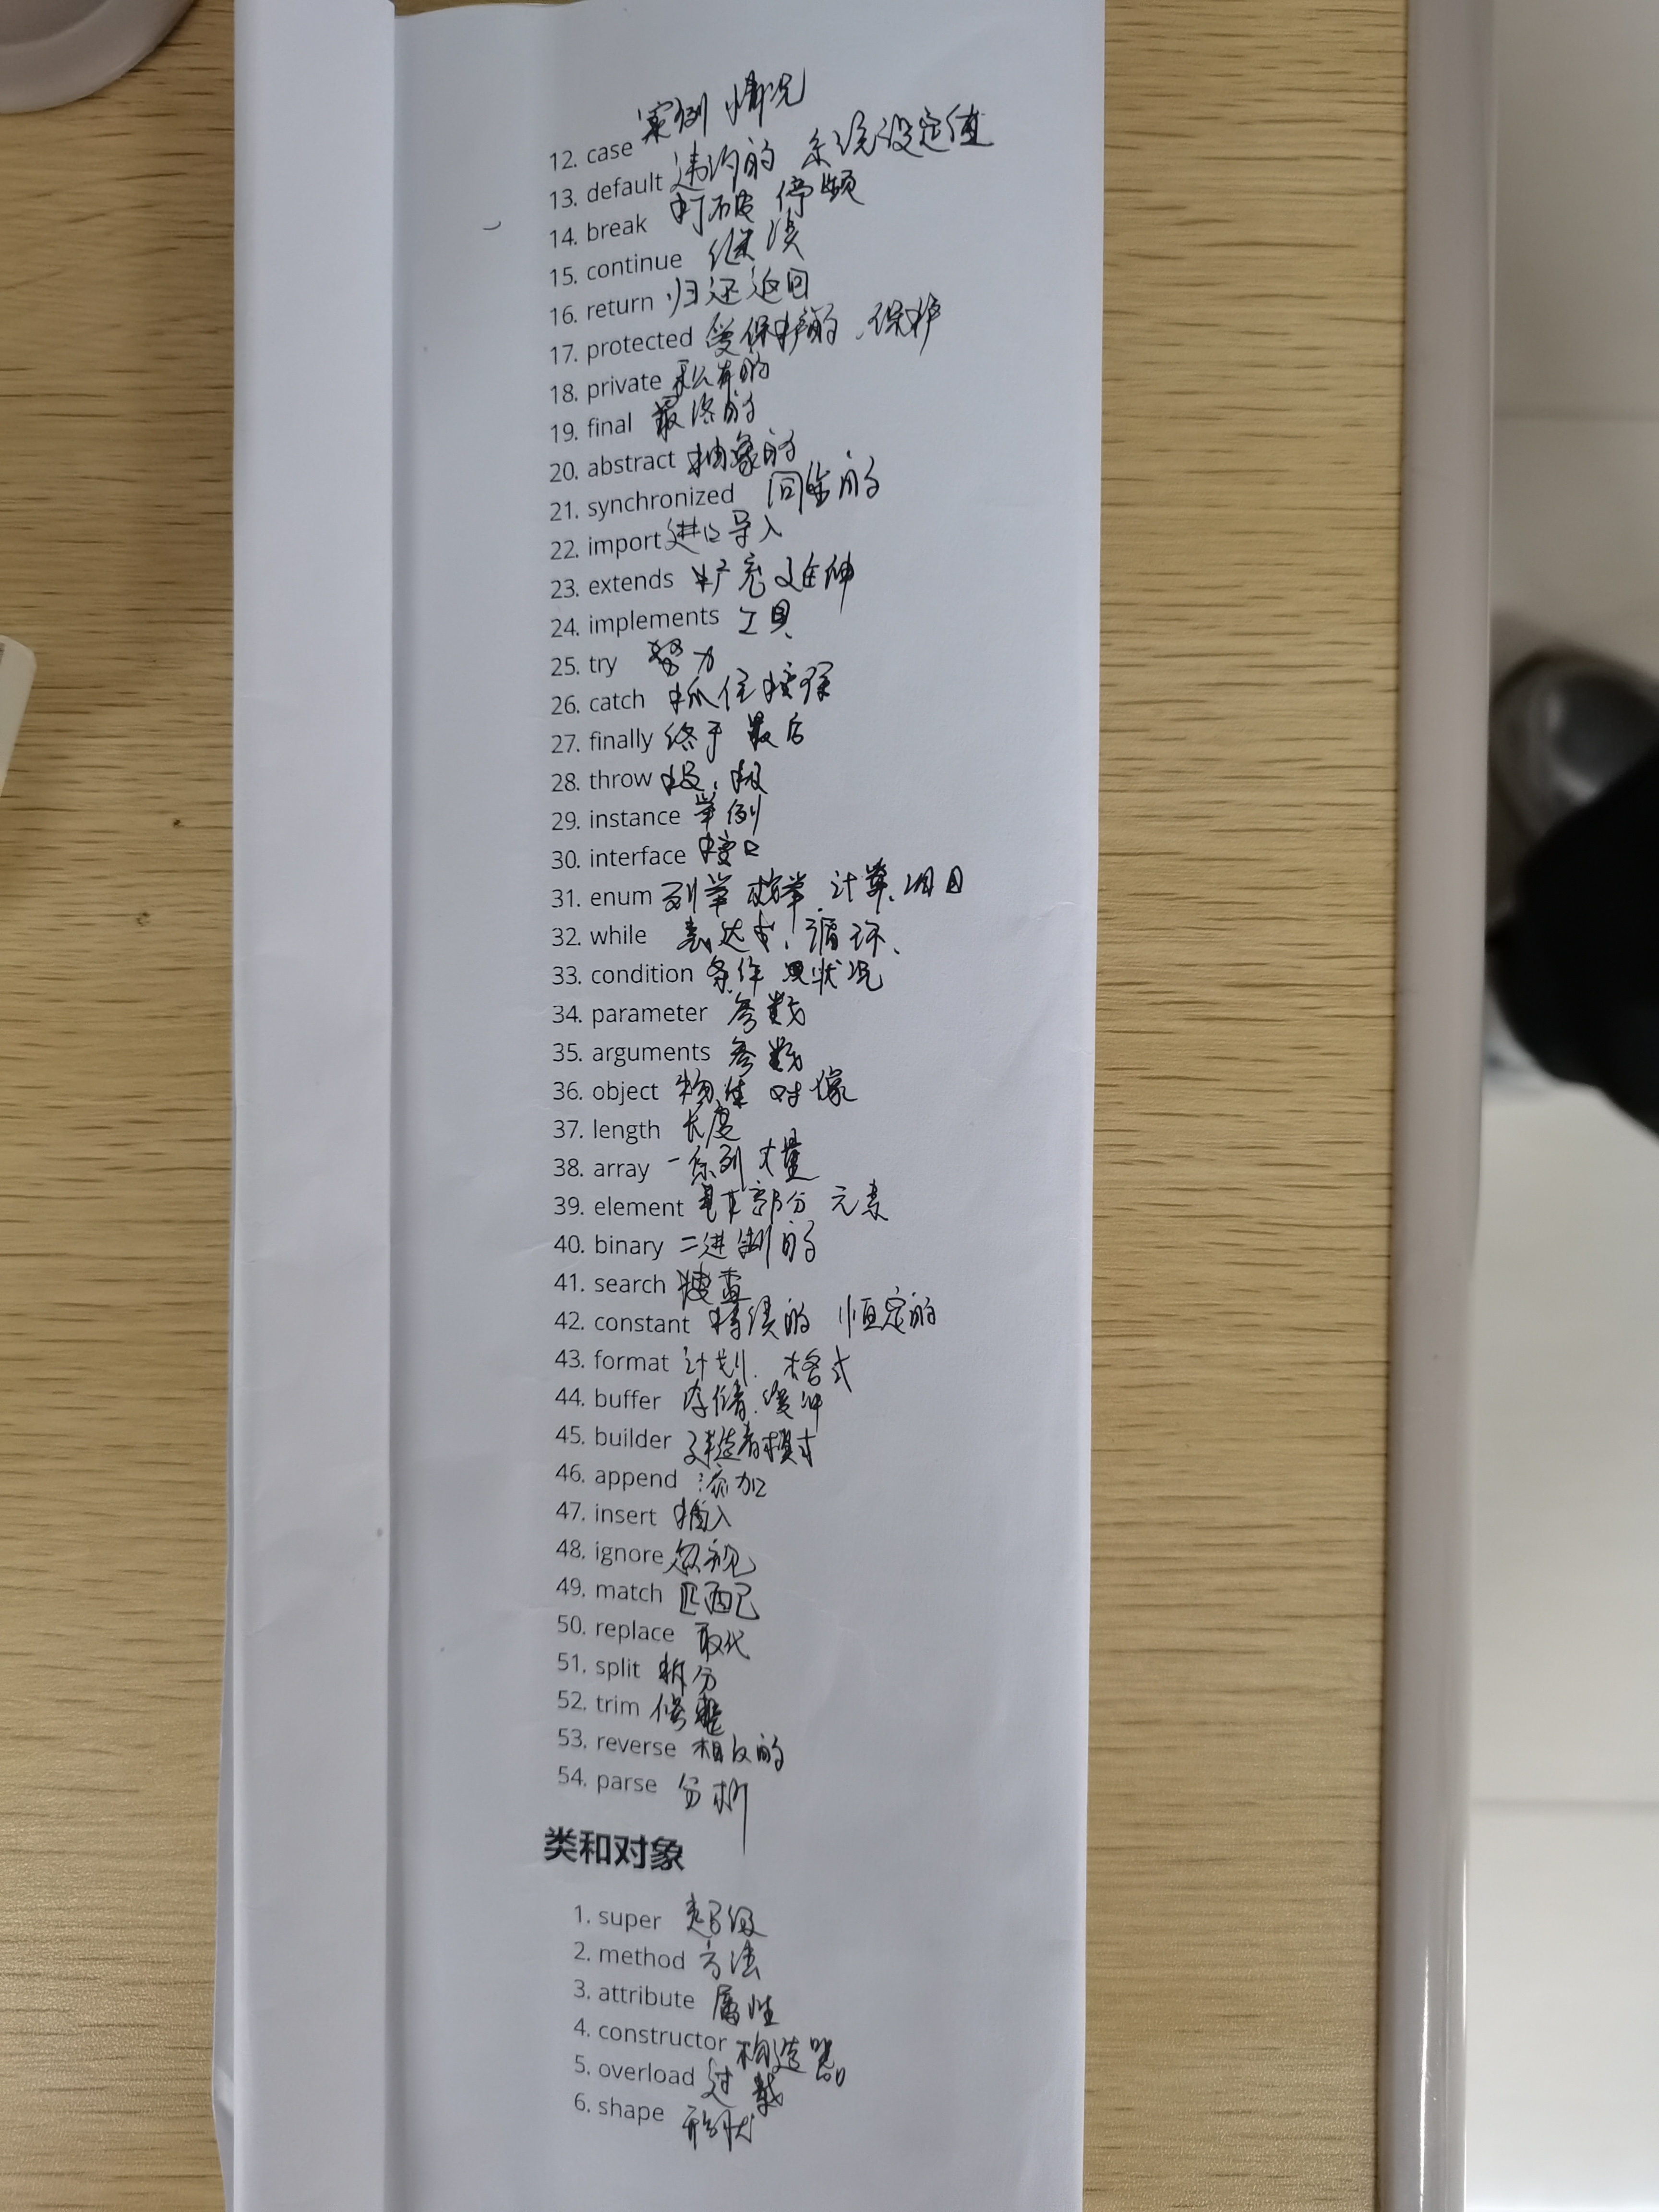 12. case 案例 情况
13. default 违约的 系统设定值
14. break 打破 停顿
15. continue 继续
16. return 归还 返回
17. protected 受保护的、保护
18. private 私有的
19. final 最终的
20. abstract 抽象的
21. synchronized 同步的
22. import 进口 导入
23. extends 扩充 延伸
24. implements 工具
25. try 努力
26. catch 抓住 接球
27. finally 终于 最后
28. throw 投、扔
29. instance 举例
30. interface 接口
31. enum 列举 枚举、计算、项目
32. while 表达式、循环、
33. condition 条件 状况
34. parameter 参数
35. arguments 参数
36. object 物体 对像
37. length 长度
38. array 一系列 大量
39. element 基本部分 元素
40. binary 二进制的
41. search 搜查
42. constant 持续的 恒定的
43. format 计划、格式
44. buffer 存储、缓冲
45. builder 建造者模式
46. append 添加
47. insert 插入
48. ignore 忽视
49. match 匹配
50. replace 取代
51. split 拆分
52. trim 修整
53. reverse 相反的
54. parse 分析
类和对象
1. super 超级
2. method 方法
3. attribute 属性
4. constructor 构造器
5. overload 过载
6. shape 形状